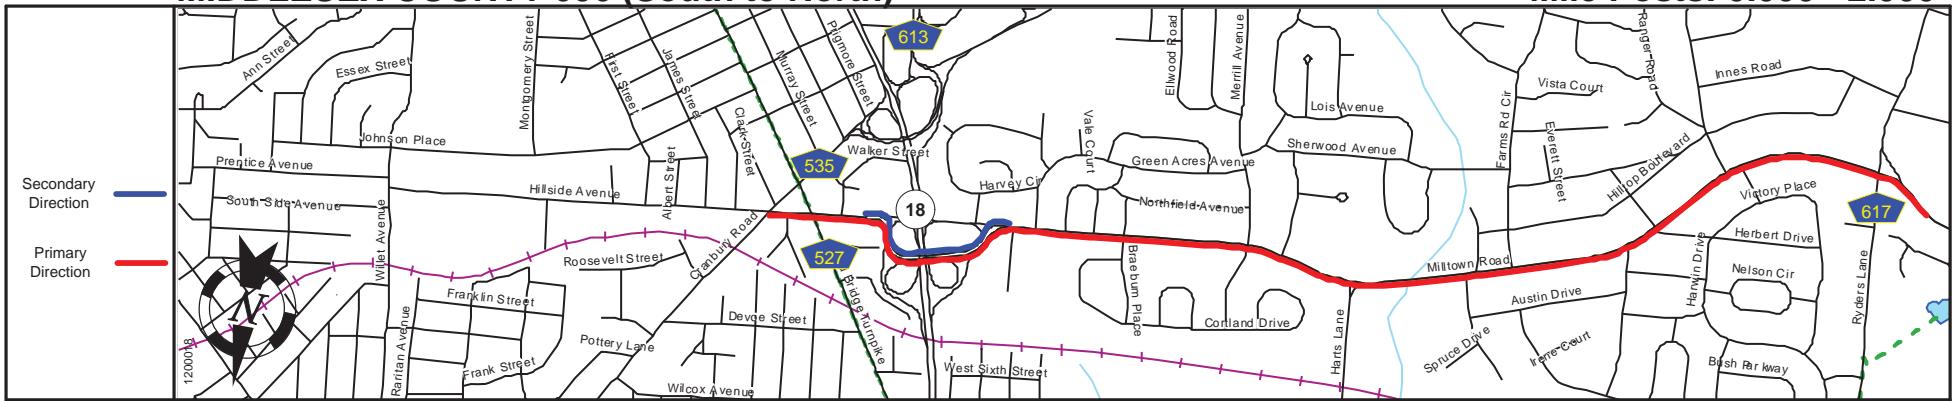 Secondary
Direction
Primary
Direction
Ann Street
Essex Street
Montgomery Street
First Street
James Street
Murray Street
Prigmore Street
613
Ellwood Road
Merrill Avenue
Lois Avenue
Farms Rd Cir
Vista Court
Ranger Road
Innes Road
Johnson Place
Prentice Avenue
South Side Avenue
Hillside Avenue
Albert Street
Clark Street
535
Walker Street
18
Harvey Cir
Vale Court
Green Acres Avenue
Northfield Avenue
Sherwood Avenue
Everett Street
Hilltop Boulevard
Victory Place
617
Willet Avenue
Cranbury Road
Roosevelt Street
527
Bridge Turnpike
Braeburn Place
Milltown Road
Harwin Drive
Herbert Drive
Nelson Cir
Ryders Lane
N
1200018
Raritan Avenue
Franklin Street
Frank Street
Pottery Lane
Devoe Street
Wilcox Avenue
West Sixth Street
Cortland Drive
Harts Lane
Austin Drive
Spruce Drive
Irene Court
Bush Parkway